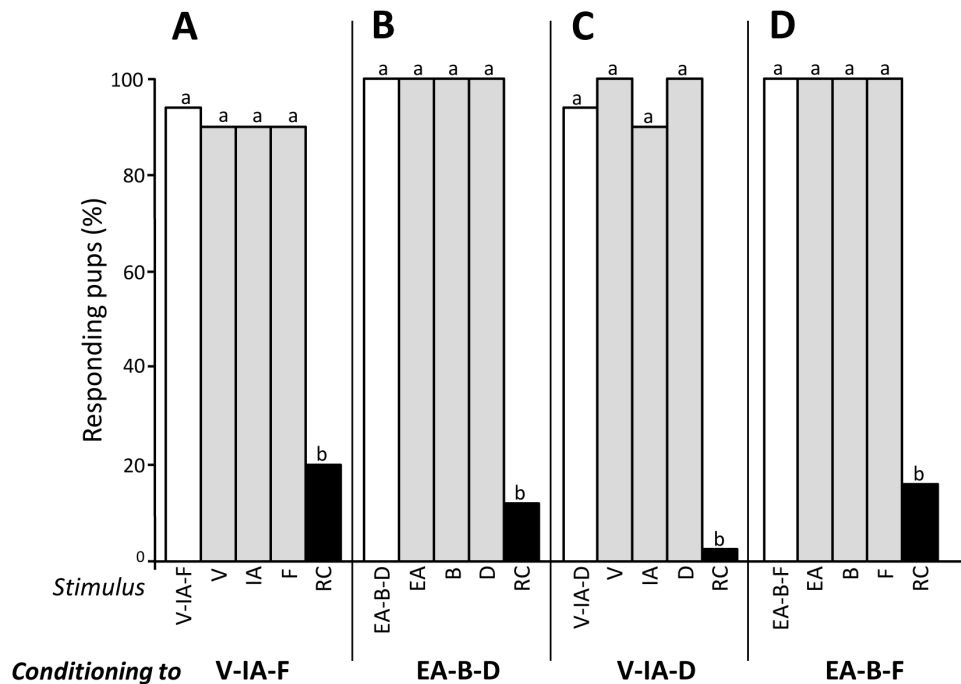 A B C D
Responding pups (%)
100
80
60
40
20
0
a a a a b
a a a a b
a a a a b
a a a a b
Stimulus
V-IA-F V IA F RC
EA-B-D EA B D RC
V-IA-D V IA D RC
EA-B-F EA B F RC
Conditioning to V-IA-F EA-B-D V-IA-D EA-B-F